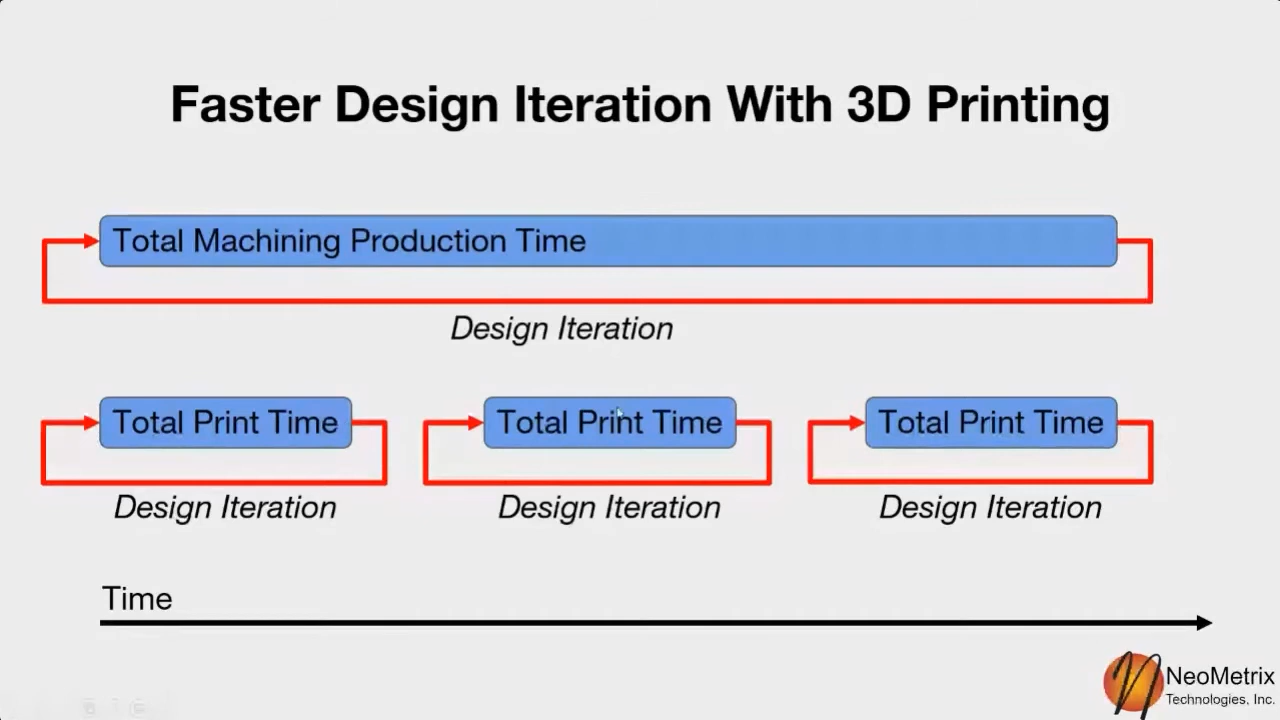 Faster Design Iteration With 3D Printing
Total Machining Production Time
Design Iteration
Total Print Time
Total Print Time
Total Print Time
Design Iteration
Design Iteration
Design Iteration
Time
NeoMetrix
Technologies, Inc.